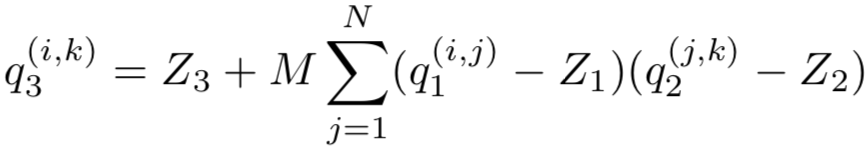 q_3^{(i,k)} = Z_3 + M \sum_{j=1}^{N} (q_1^{(i,j)} - Z_1)(q_2^{(j,k)} - Z_2)